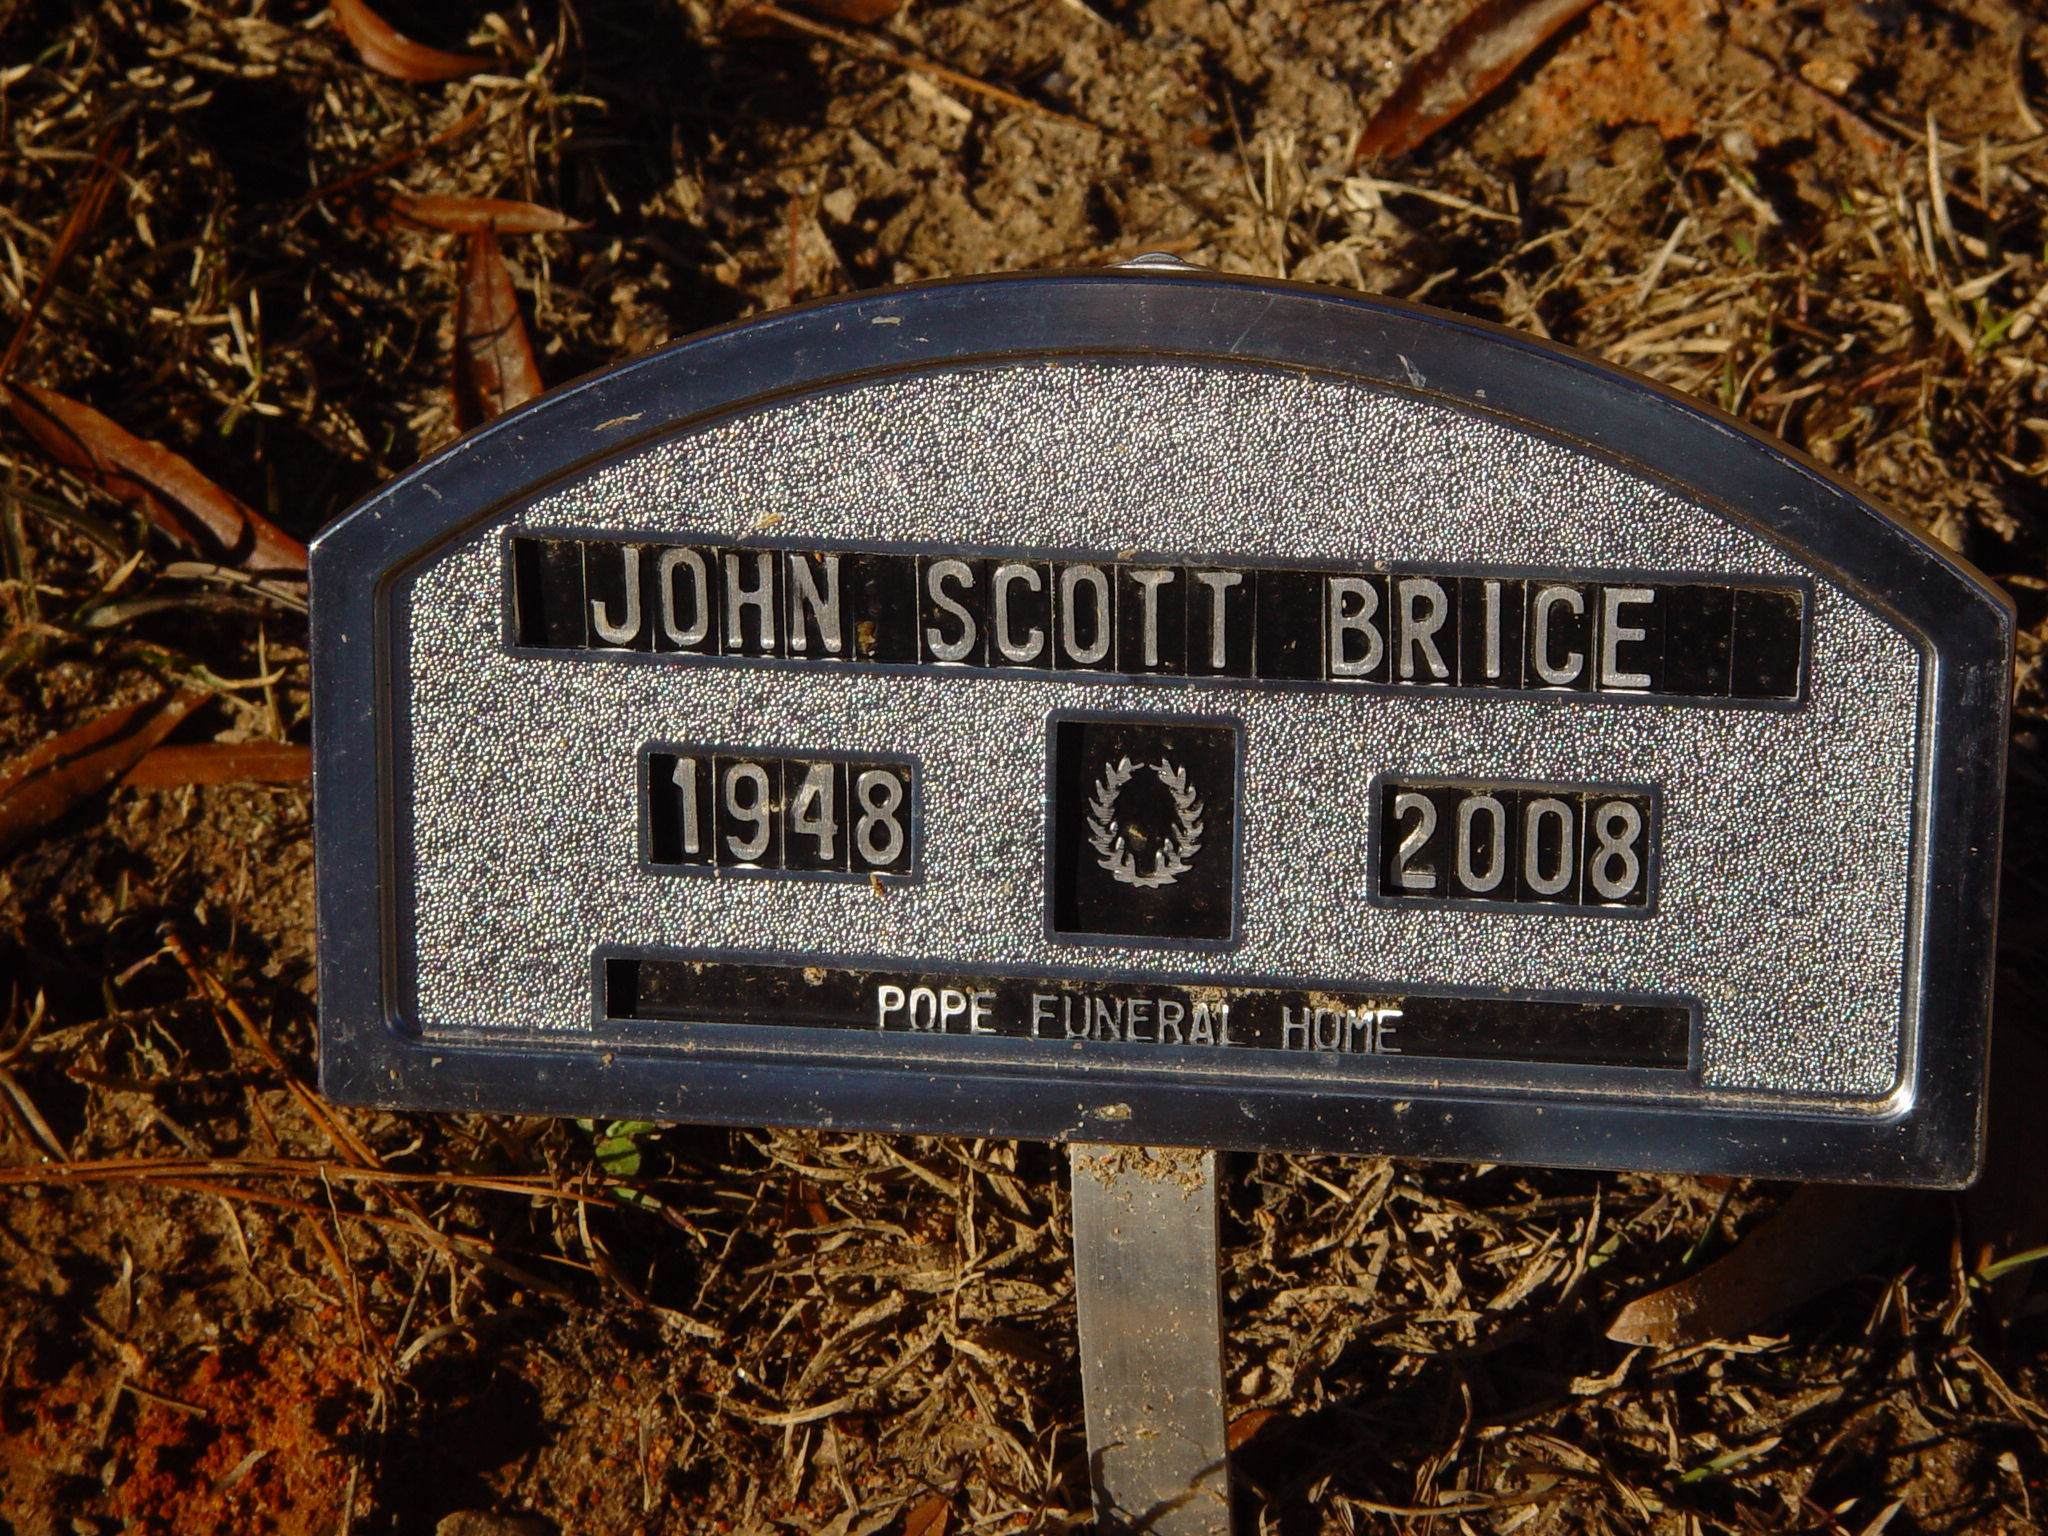 JOHN SCOTT BRICE
1948 2008
POPE FUNERAL HOME